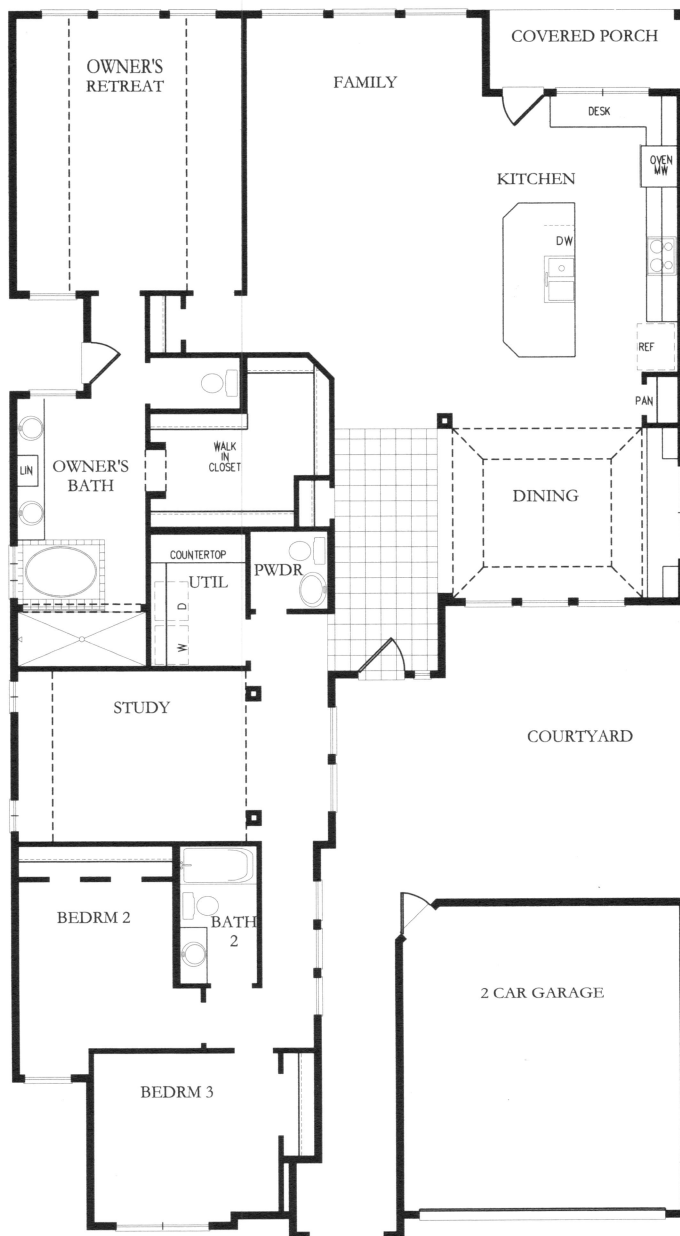 COVERED PORCH
OWNER'S
RETREAT
FAMILY
DESK
OVEN
MW
KITCHEN
DW
REF
PAN
WALK
IN
CLOSET
LIN
OWNER'S
BATH
DINING
COUNTERTOP
UTIL
PWDR
D
W
STUDY
COURTYARD
BEDRM 2
BATH
2
2 CAR GARAGE
BEDRM 3